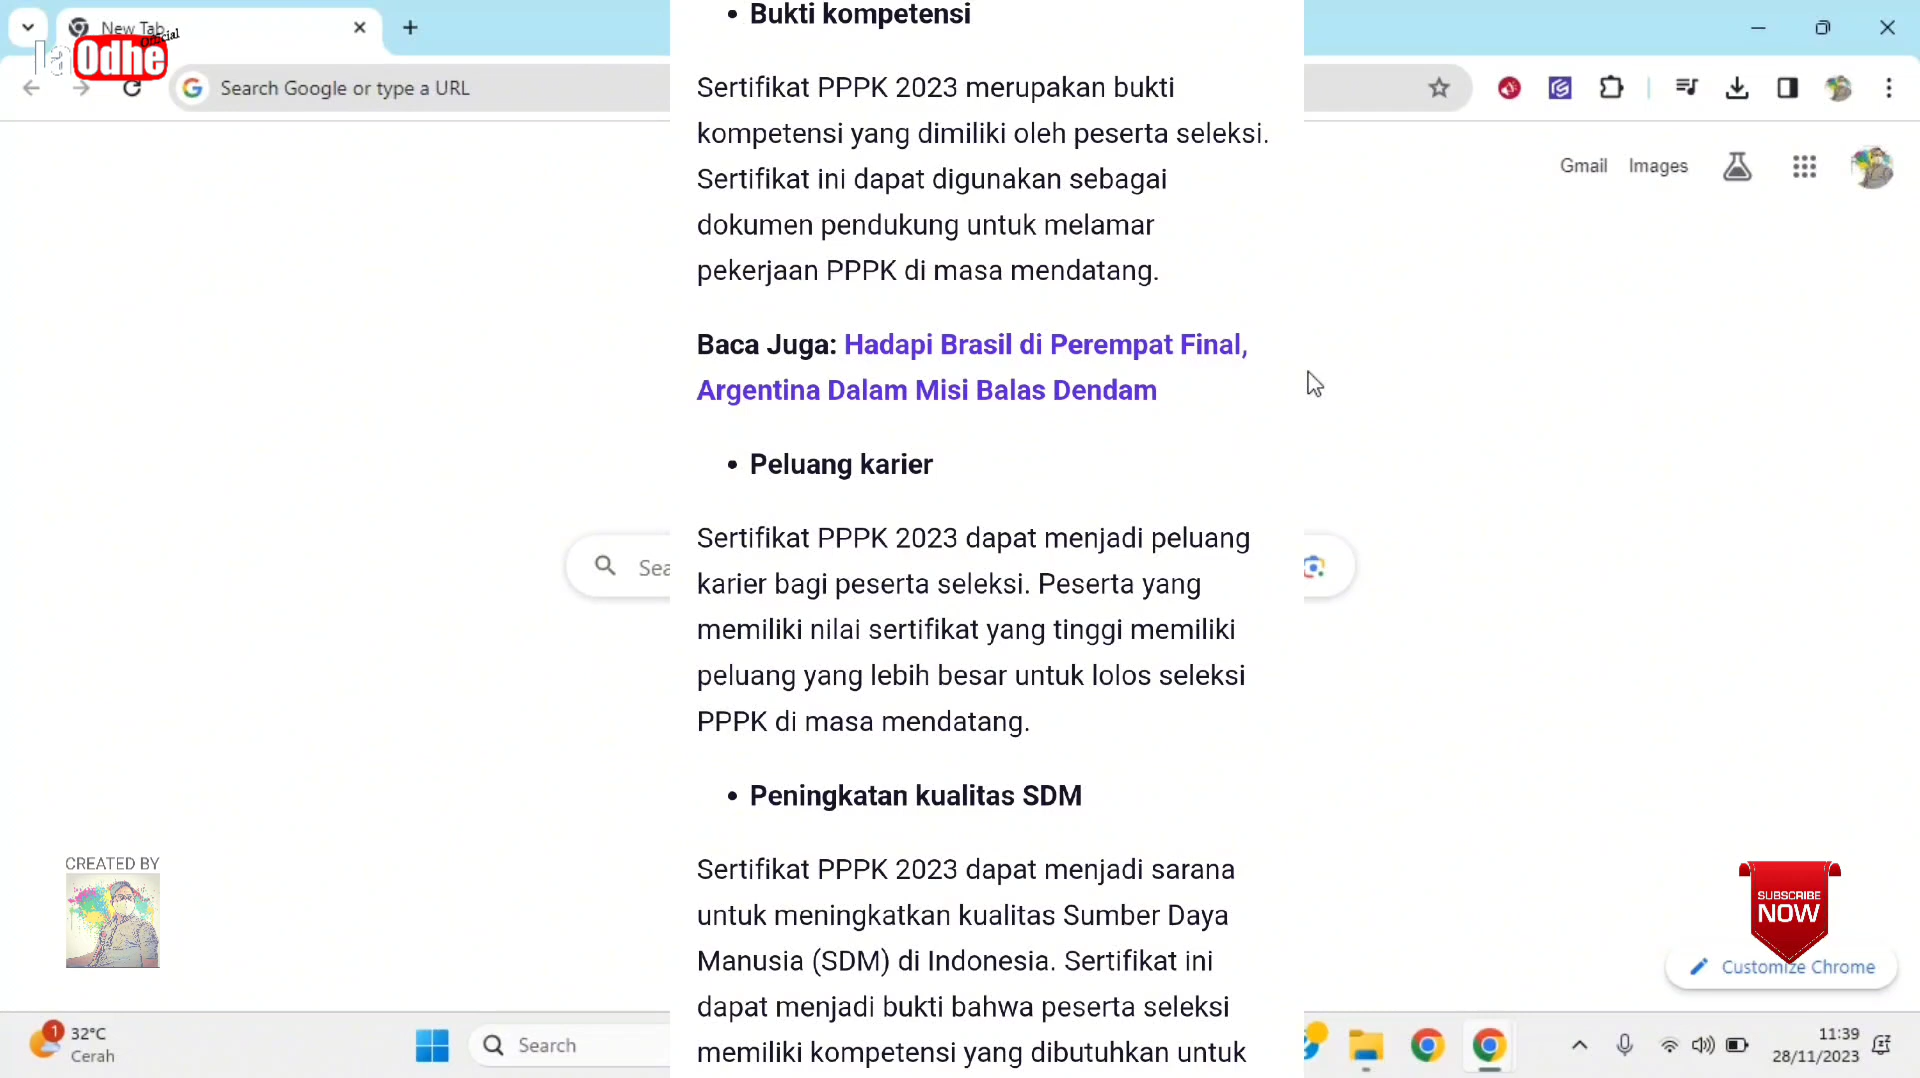 New Tab
la Odhe Official
Search Google or type a URL
Gmail Images
• Bukti kompetensi
Sertifikat PPPK 2023 merupakan bukti
kompetensi yang dimiliki oleh peserta seleksi.
Sertifikat ini dapat digunakan sebagai
dokumen pendukung untuk melamar
pekerjaan PPPK di masa mendatang.
Baca Juga: Hadapi Brasil di Perempat Final,
Argentina Dalam Misi Balas Dendam
• Peluang karier
Sertifikat PPPK 2023 dapat menjadi peluang
karier bagi peserta seleksi. Peserta yang
memiliki nilai sertifikat yang tinggi memiliki
peluang yang lebih besar untuk lolos seleksi
PPPK di masa mendatang.
• Peningkatan kualitas SDM
Sertifikat PPPK 2023 dapat menjadi sarana
untuk meningkatkan kualitas Sumber Daya
Manusia (SDM) di Indonesia. Sertifikat ini
dapat menjadi bukti bahwa peserta seleksi
memiliki kompetensi yang dibutuhkan untuk
Sea
CREATED BY
SUBSCRIBE
NOW
Customize Chrome
1
32°C
Cerah
Search
11:39
28/11/2023